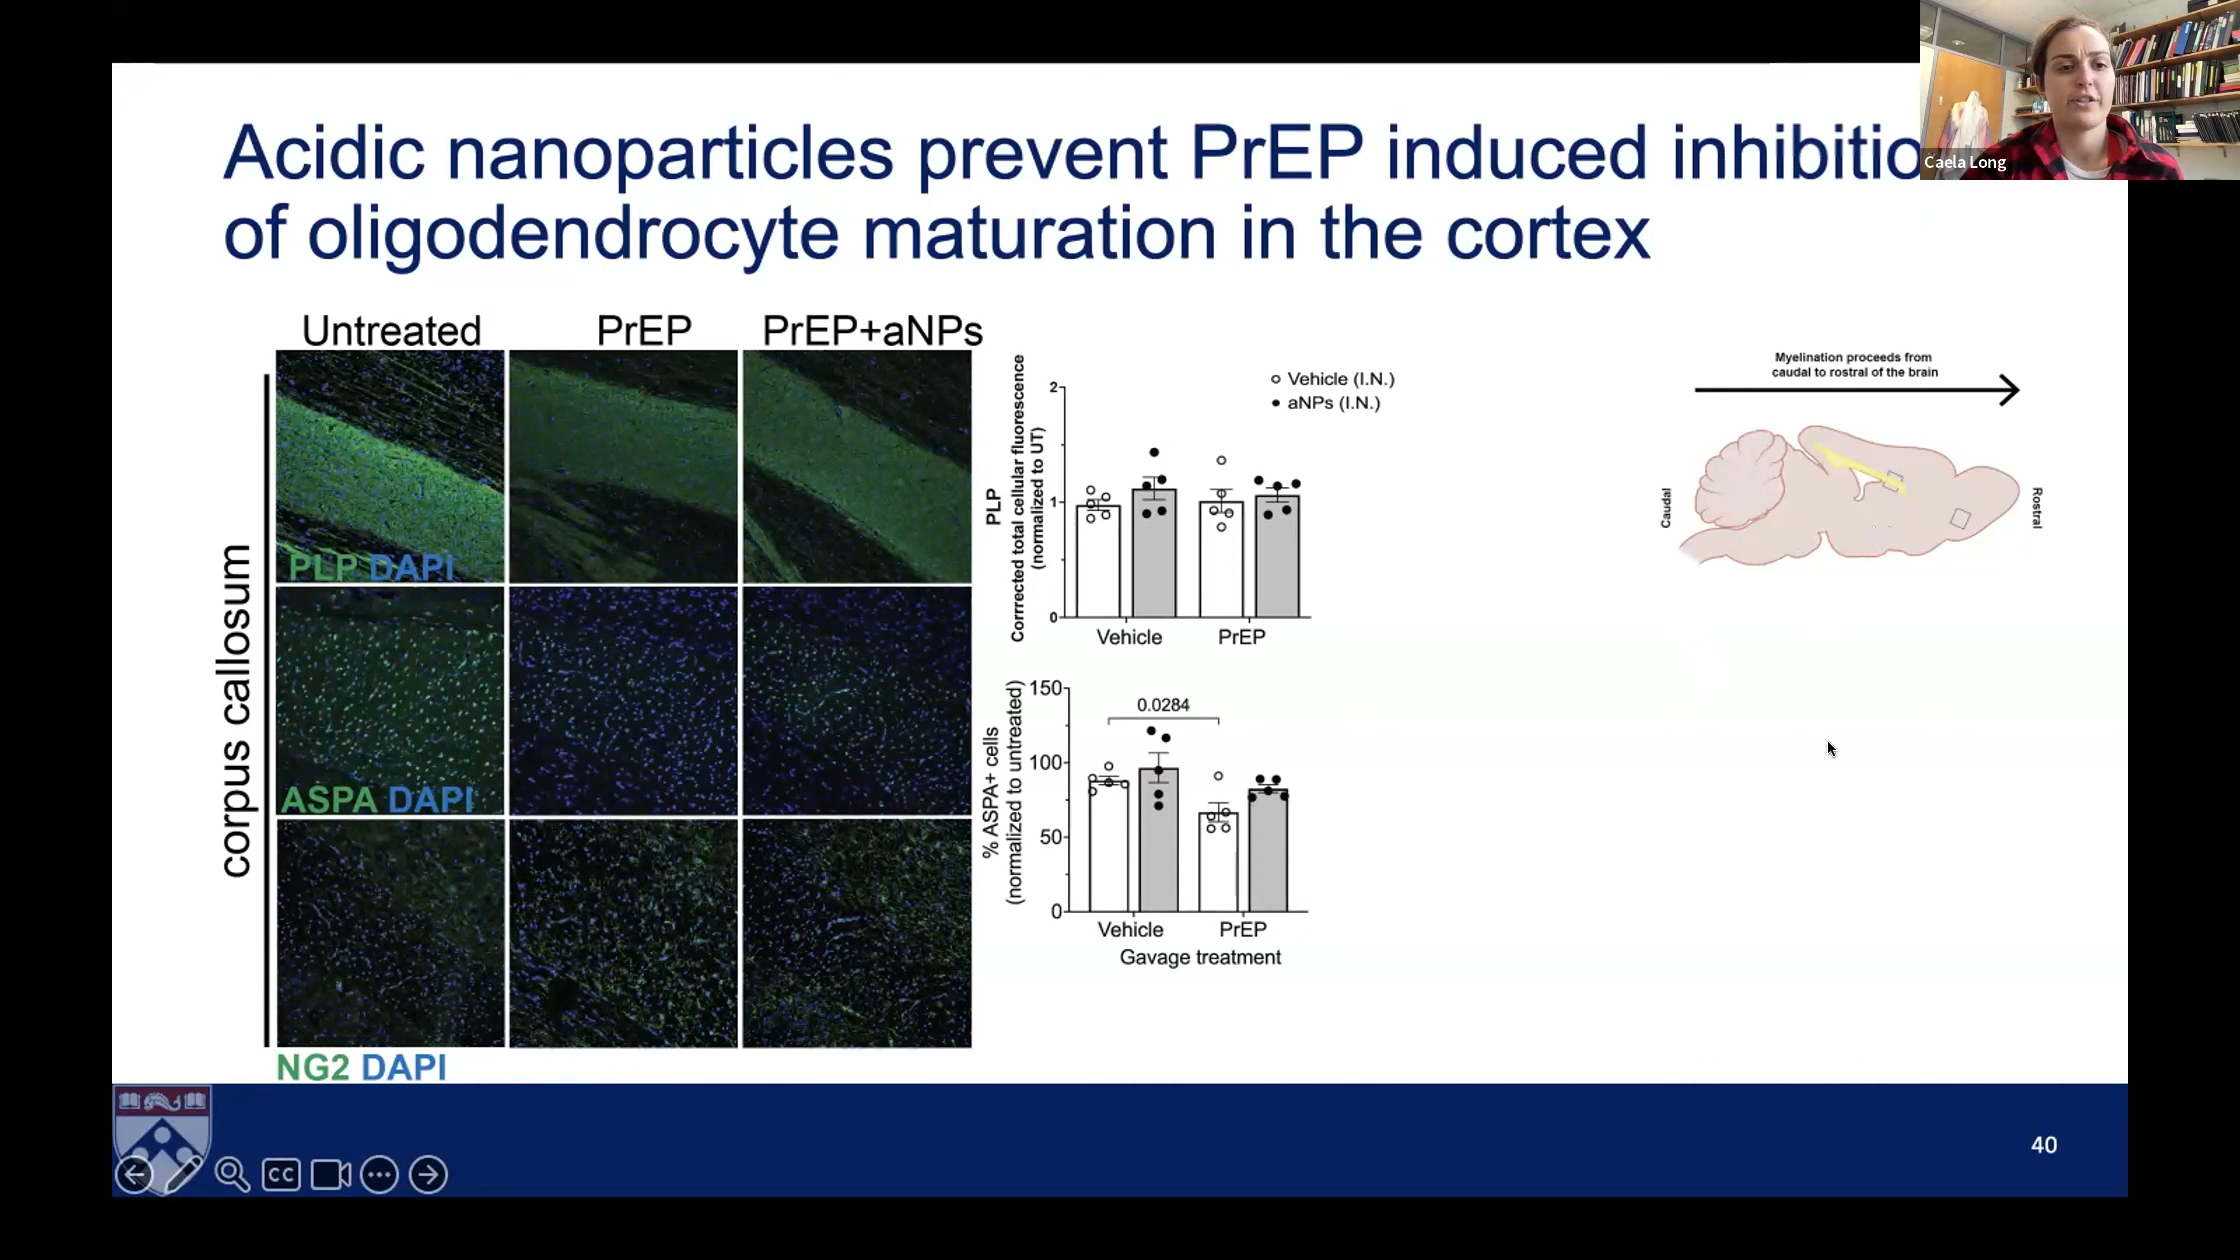 Acidic nanoparticles prevent PrEP induced inhibitio
of oligodendrocyte maturation in the cortex
Caela Long
Untreated
PrEP
PrEP+aNPs
corpus callosum
PLP DAPI
ASPA DAPI
NG2 DAPI
PLP
Corrrected total cellular fluorescence
(normalized to UT)
2
1
0
Vehicle (I.N.)
aNPs (I.N.)
Vehicle
PrEP
% ASPA+ cells
(normalized to untreated)
150
100
50
0
0.0284
Vehicle
PrEP
Gavage treatment
Myelination proceeds from
caudal to rostral of the brain
Caudal
Rostral
CC
40